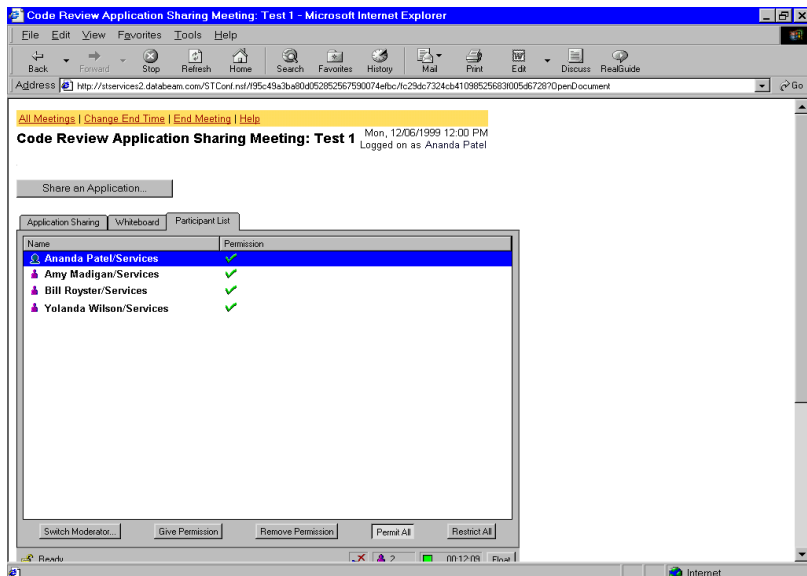 Code Review Application Sharing Meeting: Test 1 - Microsoft Internet Explorer
File Edit View Favorites Tools Help
Back Forward Stop Refresh Home Search Favorites History Mail Print Edit Discuss RealGuide
Address http://stservices2.databeam.com/STConf.nsf/f95c49a3ba80d052852567590074efbc/fc29dc7324cb41098525683f005d6728?OpenDocument Go
All Meetings | Change End Time | End Meeting | Help
Code Review Application Sharing Meeting: Test 1
Mon, 12/06/1999 12:00 PM
Logged on as Ananda Patel
Share an Application...
Application Sharing Whiteboard Participant List
Name Permission
Ananda Patel/Services
Amy Madigan/Services
Bill Royster/Services
Yolanda Wilson/Services
Switch Moderator... Give Permission Remove Permission Permit All Restrict All
Ready 2 00:12:09 Float
Internet